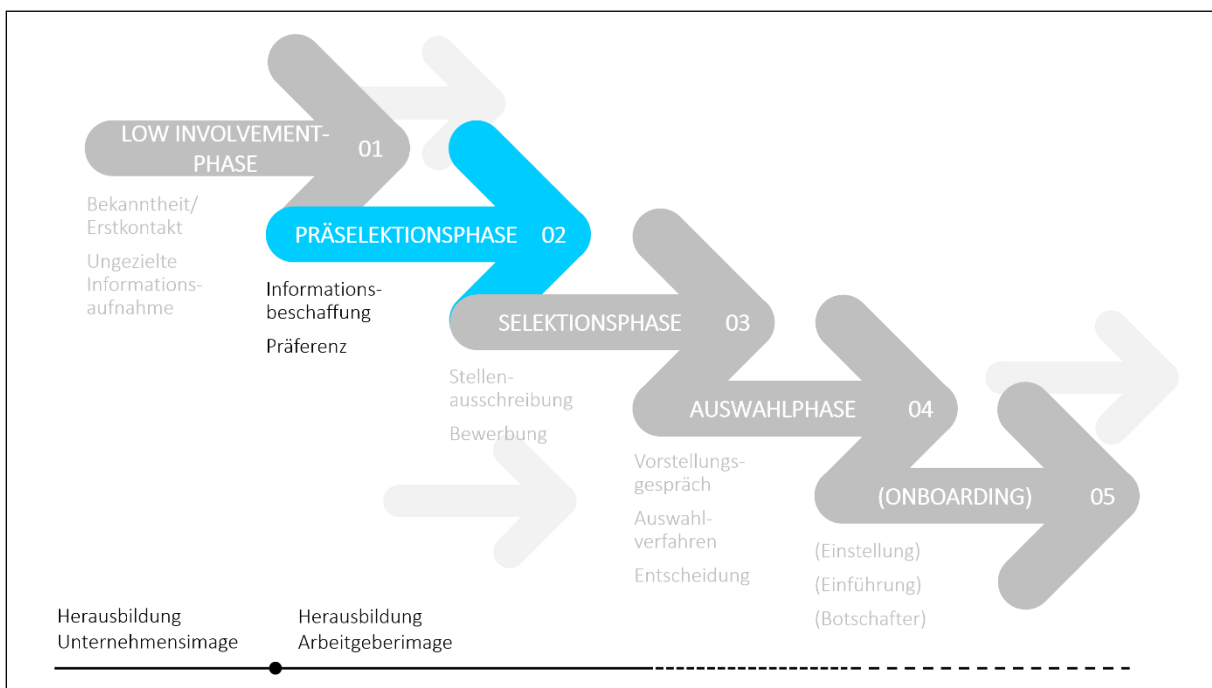 LOW INVOLVEMENT-
PHASE
01
Bekanntheit/
Erstkontakt
Ungezielte
Informations-
aufnahme
PRÄSELEKTIONSPHASE 02
Informations-
beschaffung
Präferenz
SELEKTIONSPHASE 03
Stellen-
ausschreibung
Bewerbung
AUSWAHLPHASE 04
Vorstellungs-
gespräch
Auswahl-
verfahren
Entscheidung
(ONBOARDING) 05
(Einstellung)
(Einführung)
(Botschafter)
Herausbildung
Unternehmensimage
Herausbildung
Arbeitgeberimage